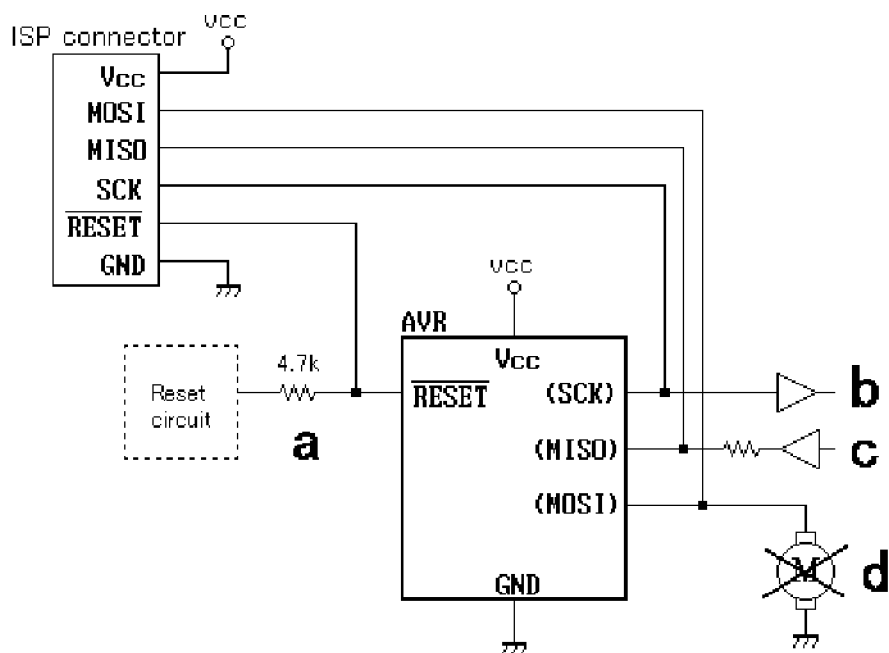 ISP connector
vcc
Vcc
MOSI
MISO
SCK
RESET
GND
vcc
AVR
Vcc
4.7k
Reset
circuit
a
RESET
(SCK)
b
(MISO)
c
(MOSI)
M
d
GND